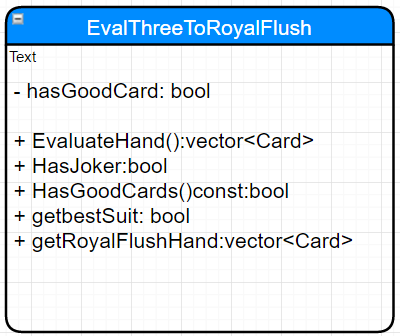 EvalThreeToRoyalFlush
Text
- hasGoodCard: bool
+ EvaluateHand():vector<Card>
+ HasJoker:bool
+ HasGoodCards()const:bool
+ getbestSuit: bool
+ getRoyalFlushHand:vector<Card>